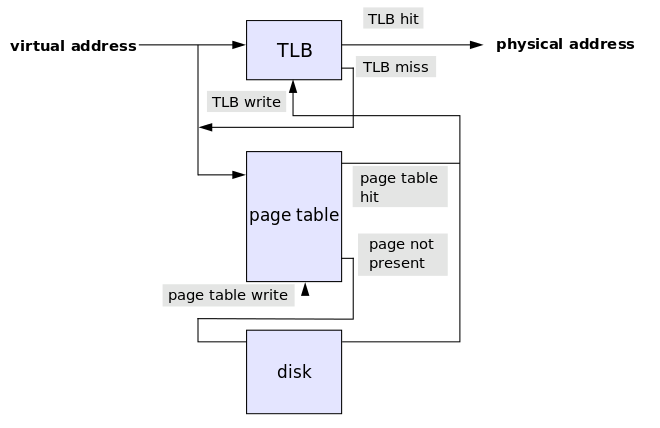 TLB hit
virtual address
TLB
physical address
TLB miss
TLB write
page table
hit
page table
page not
present
page table write
disk